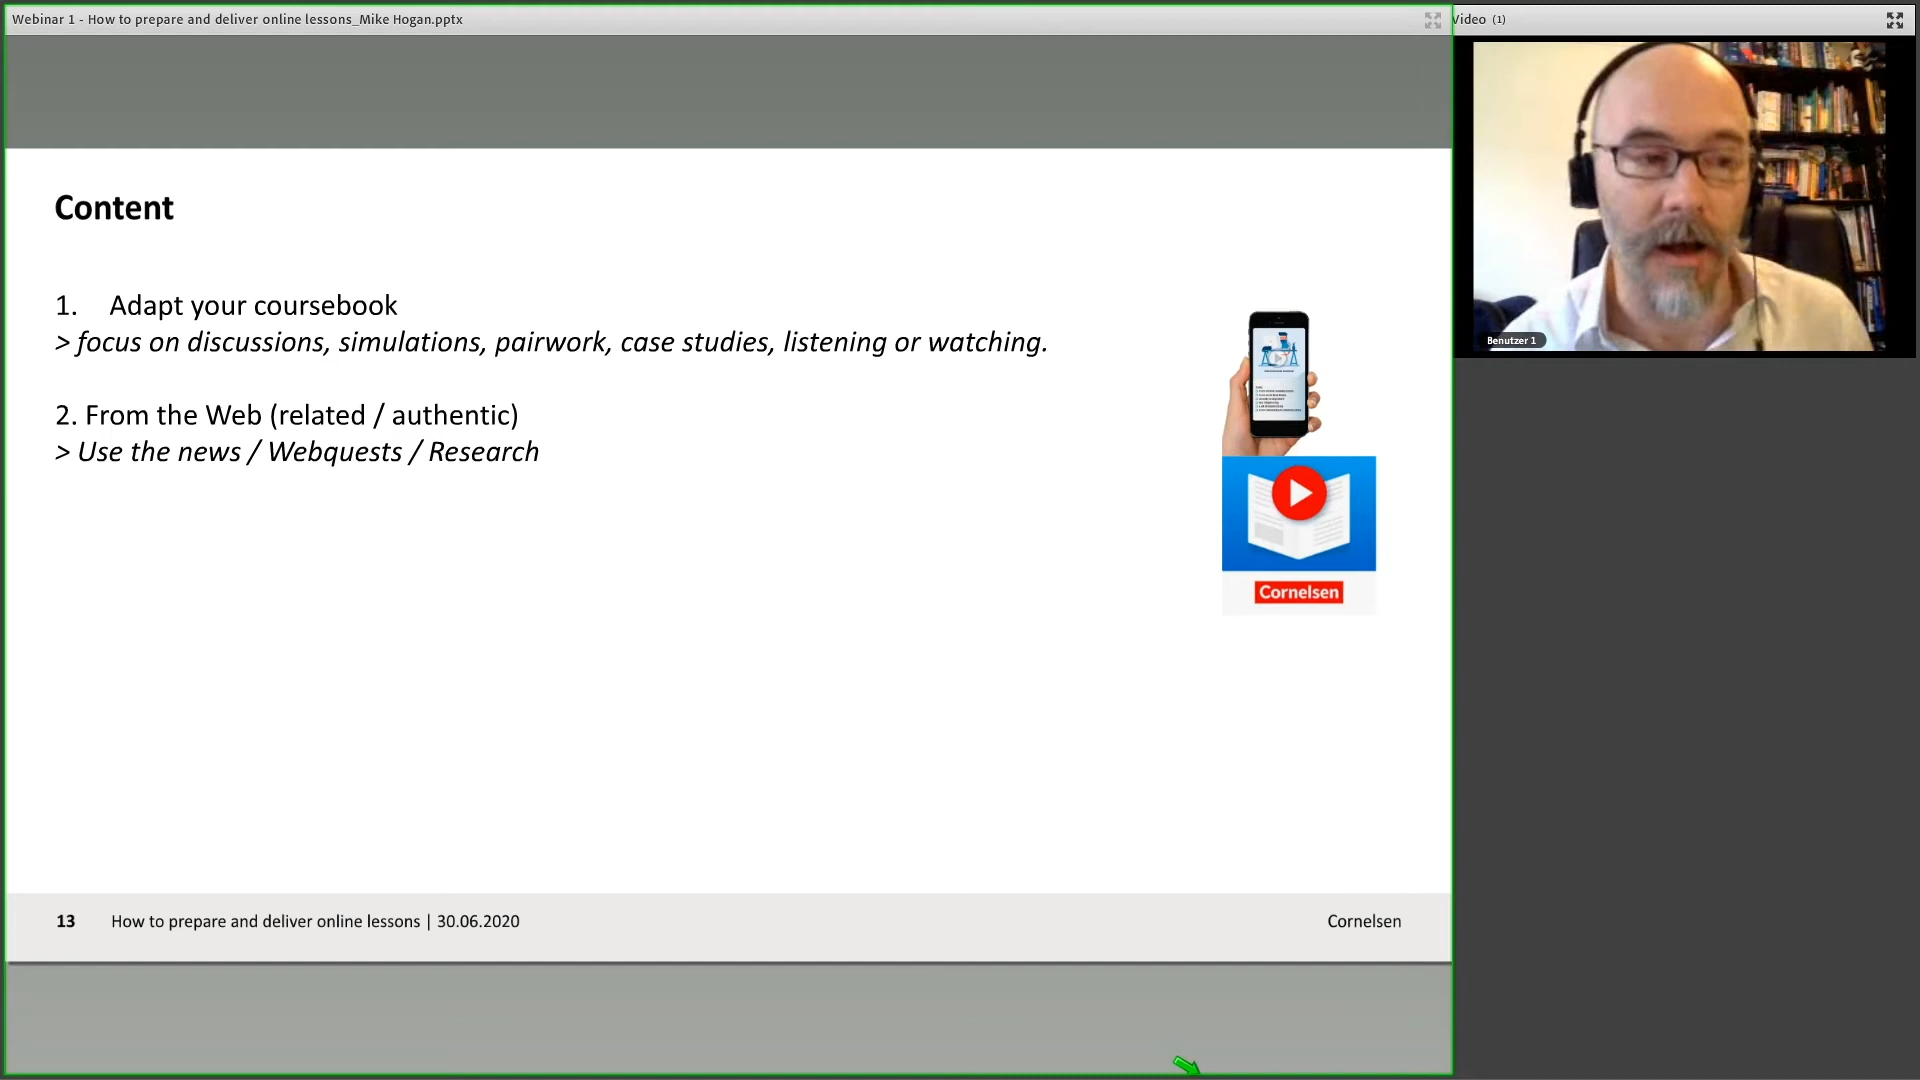 Webinar 1 - How to prepare and deliver online lessons_Mike Hogan.pptx
Video (1)
Benutzer 1
Content
1. Adapt your coursebook
> focus on discussions, simulations, pairwork, case studies, listening or watching.
2. From the Web (related / authentic)
> Use the news / Webquests / Research
Cornelsen
13 How to prepare and deliver online lessons | 30.06.2020
Cornelsen